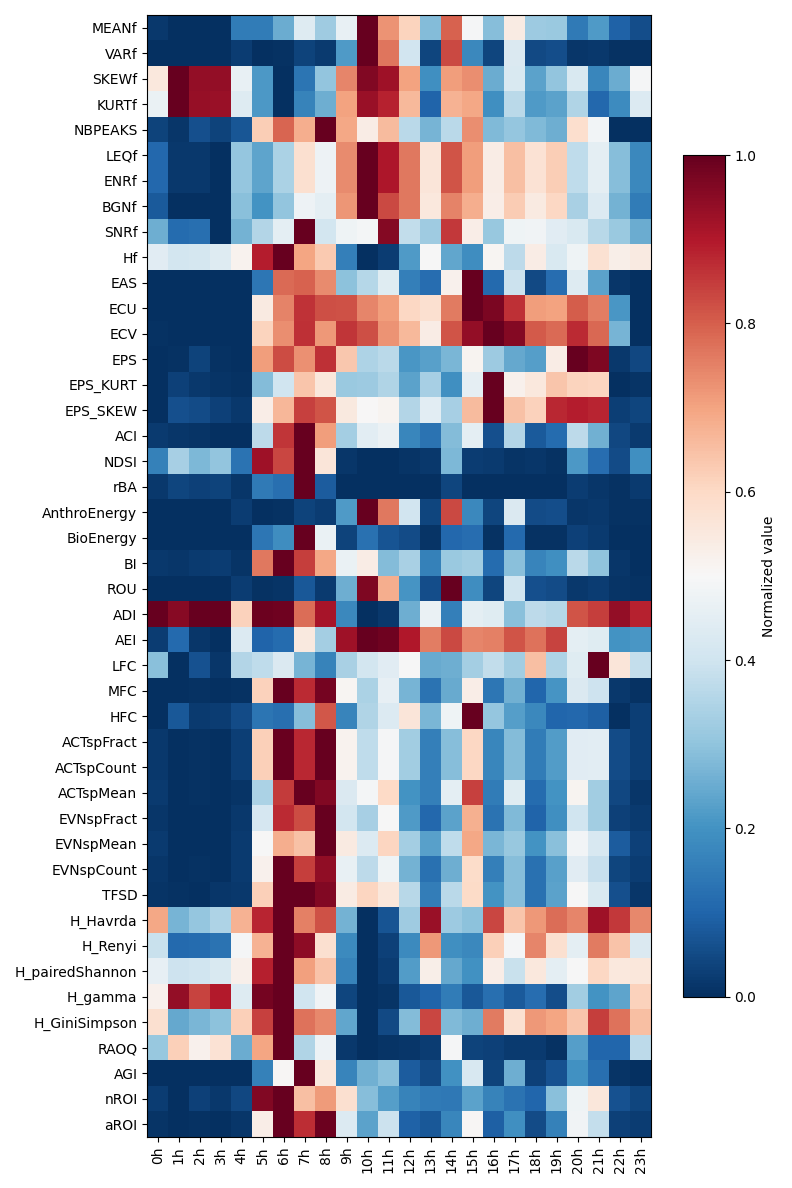 MEANf
VARf
SKEWf
KURTf
NBPEAKS
LEQf
ENRf
BGNf
SNRf
Hf
EAS
ECU
ECV
EPS
EPS_KURT
EPS_SKEW
ACI
NDSI
rBA
AnthroEnergy
BioEnergy
BI
ROU
ADI
AEI
LFC
MFC
HFC
ACTspFract
ACTspCount
ACTspMean
EVNspFract
EVNspMean
EVNspCount
TFSD
H_Havrda
H_Renyi
H_pairedShannon
H_gamma
H_GiniSimpson
RAOQ
AGI
nROI
aROI
0h 1h 2h 3h 4h 5h 6h 7h 8h 9h 10h 11h 12h 13h 14h 15h 16h 17h 18h 19h 20h 21h 22h 23h
1.0
0.8
0.6
0.4
0.2
0.0
Normalized value